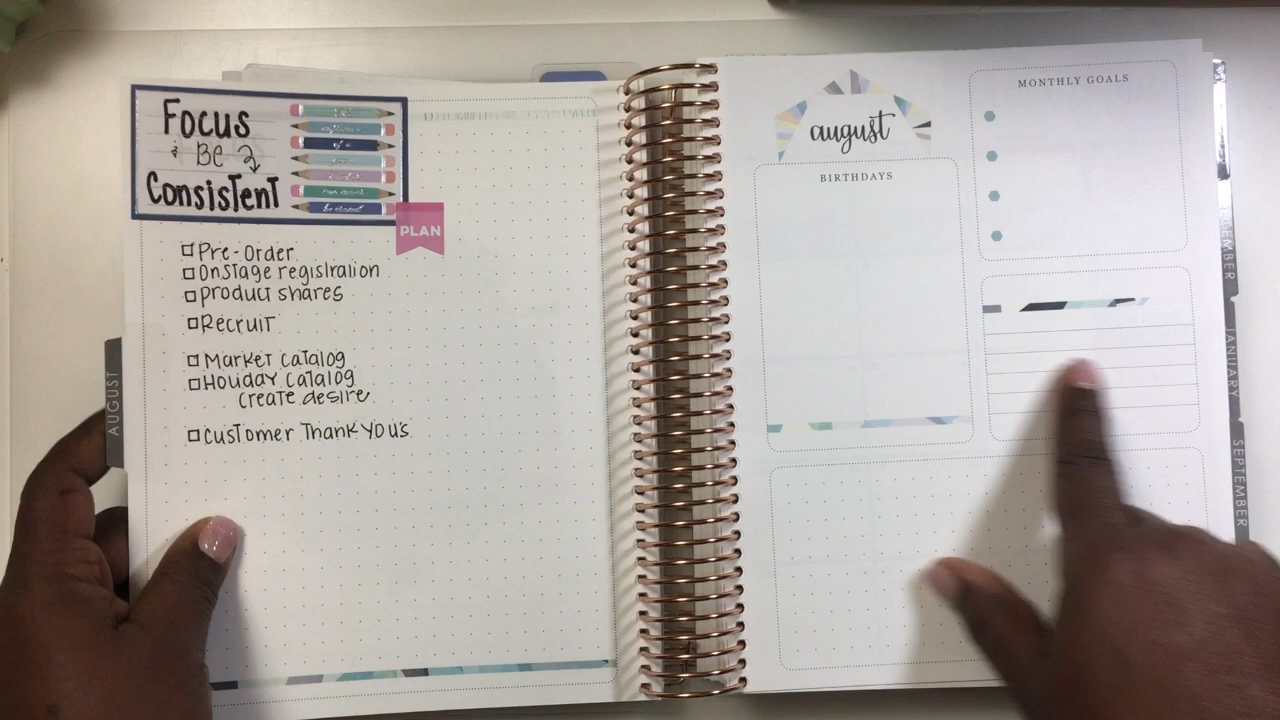 Focus
& BE
ConsisTenT
PLAN
Pre-Order
OnsTage regisTraTion
producT shares
RecruiT
MarkeT caTalog
HoLiday caTalog
creaTe desire
cusTomer ThanK YOU's
AUGUST
august
BIRTHDAYS
MONTHLY GOALS
JANUARY
SEPTEMBER